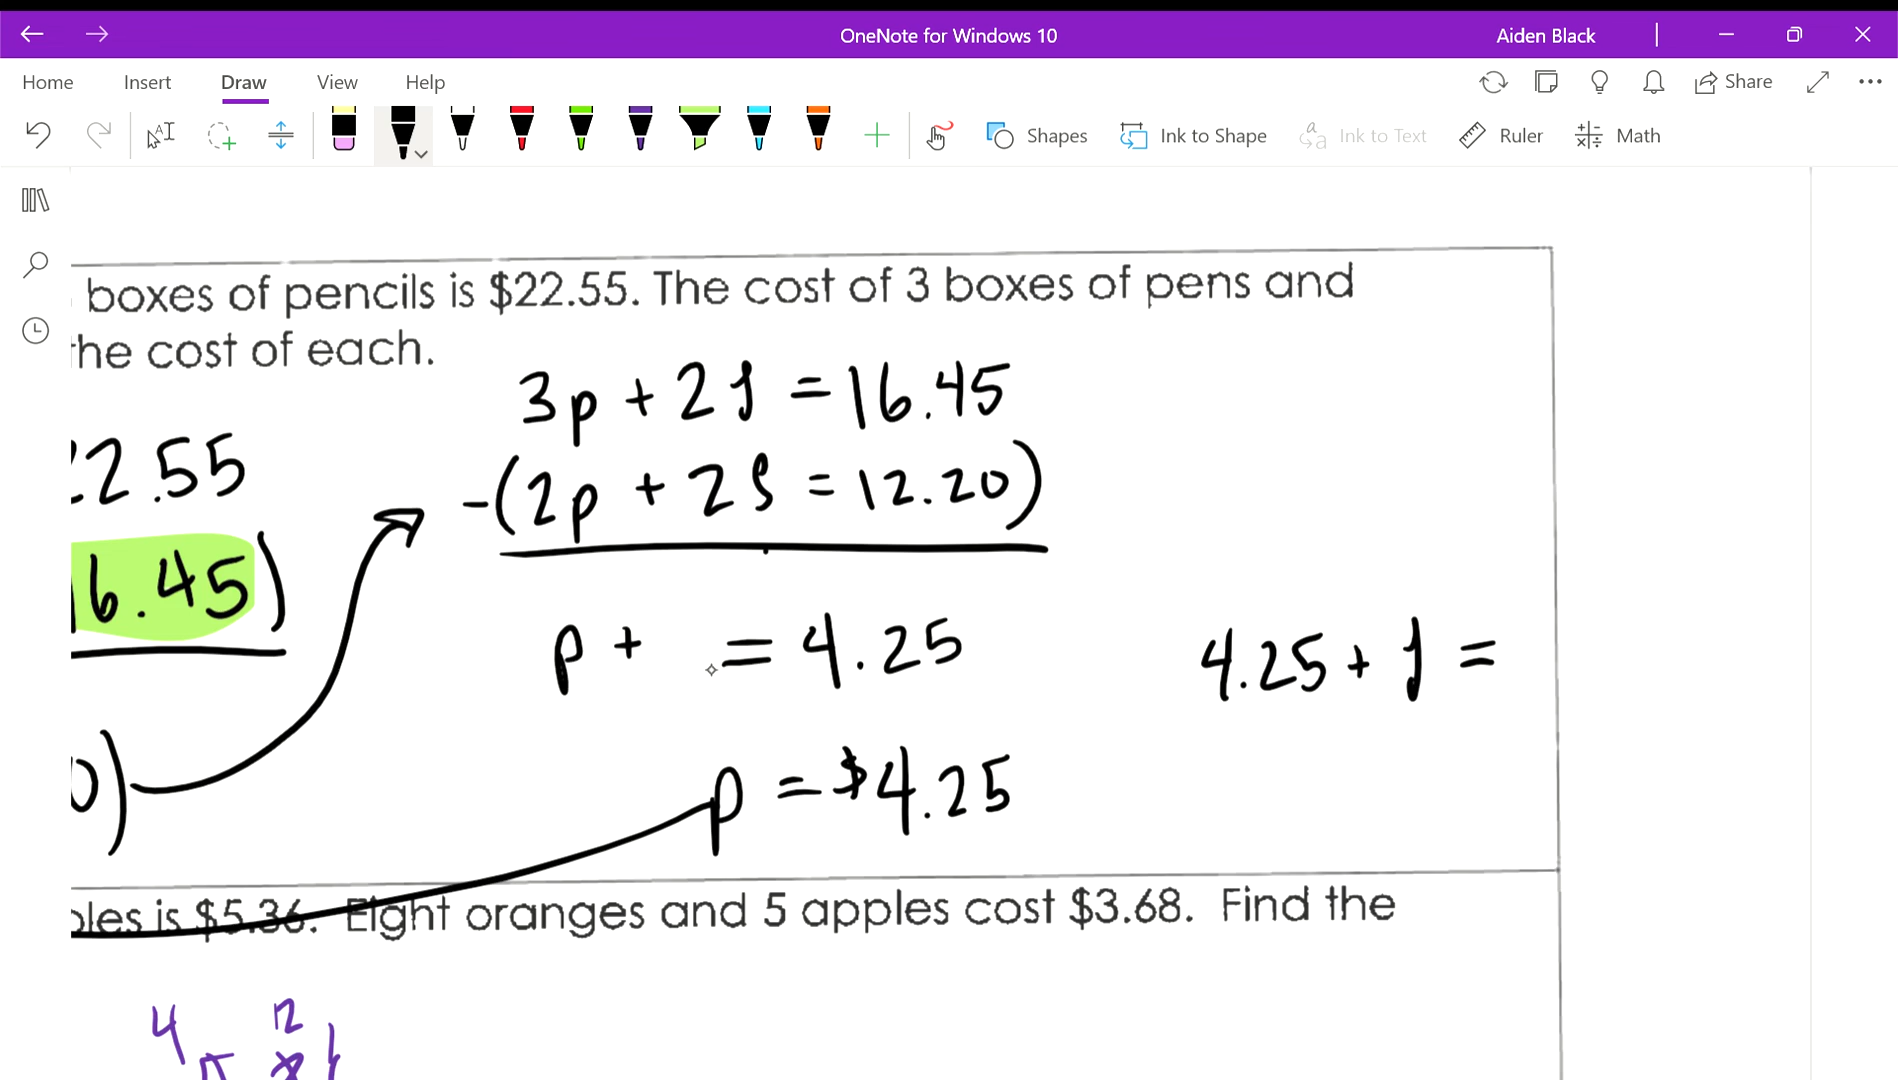 OneNote for Windows 10
Aiden Black
Home Insert Draw View Help
Share
Shapes Ink to Shape Ink to Text Ruler Math
boxes of pencils is $22.55. The cost of 3 boxes of pens and
he cost of each.
3p + 2 = 16.45
2.55
-(2p + 2 = 12.20)
6.45)
p + = 4.25
4.25 + =
0)
p = $4.25
les is $5.36. Eight oranges and 5 apples cost $3.68. Find the
4 12